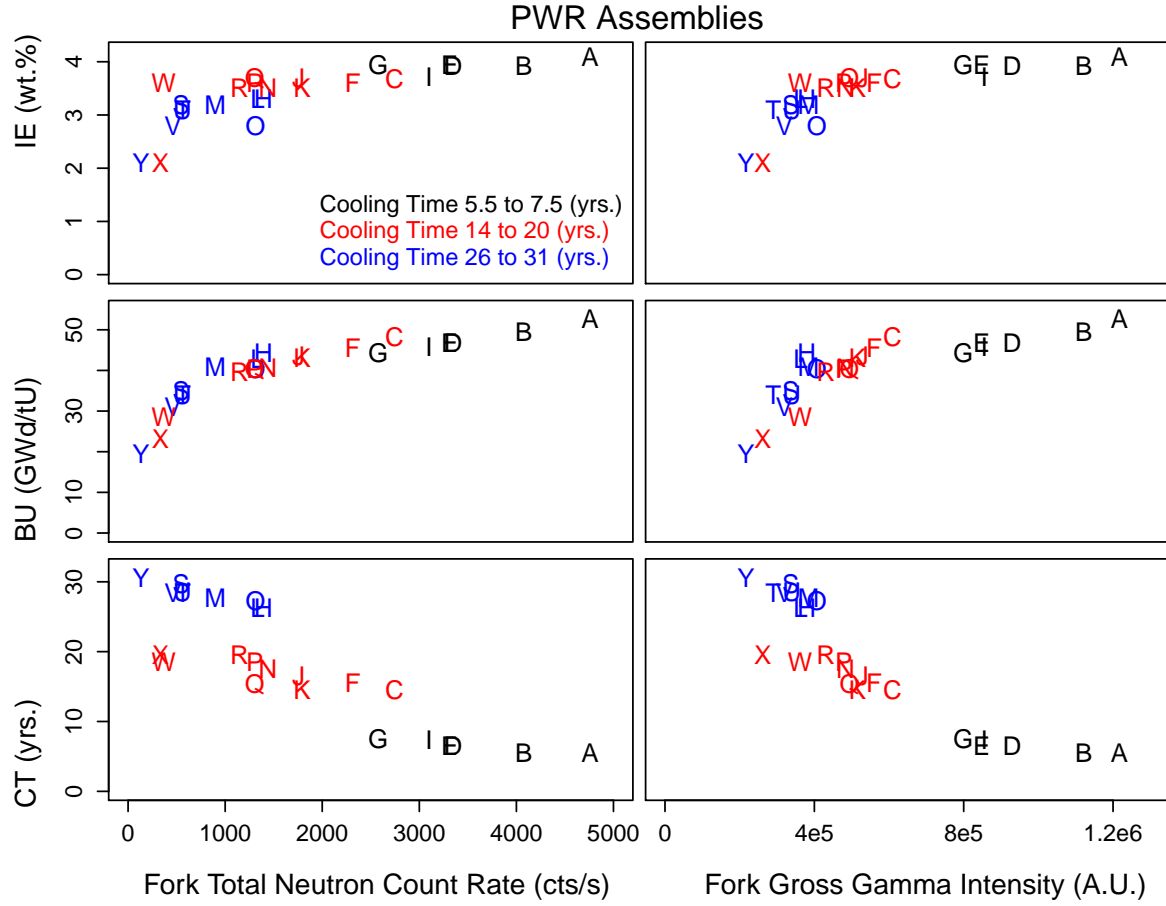 PWR Assemblies
IE (wt.%)
0 1 2 3 4
Y X W V S T U M R P Q O L H N J K F C G I E D B A
Cooling Time 5.5 to 7.5 (yrs.)
Cooling Time 14 to 20 (yrs.)
Cooling Time 26 to 31 (yrs.)
Y X T V S U W L H M O R N P Q K J F C G E I D B A
BU (GWd/tU)
0 10 30 50
Y X W V S T U M R P Q O L H N J K F C G I E D B A
Y X T V S U W L H M O R N P Q K J F C G E I D B A
CT (yrs.)
0 10 20 30
Y X W V S T U M R P Q O L H N J K F C G I E D B A
Y X T V S U W L H M O R N P Q K J F C G E I D B A
0 1000 2000 3000 4000 5000
0 4e5 8e5 1.2e6
Fork Total Neutron Count Rate (cts/s)
Fork Gross Gamma Intensity (A.U.)